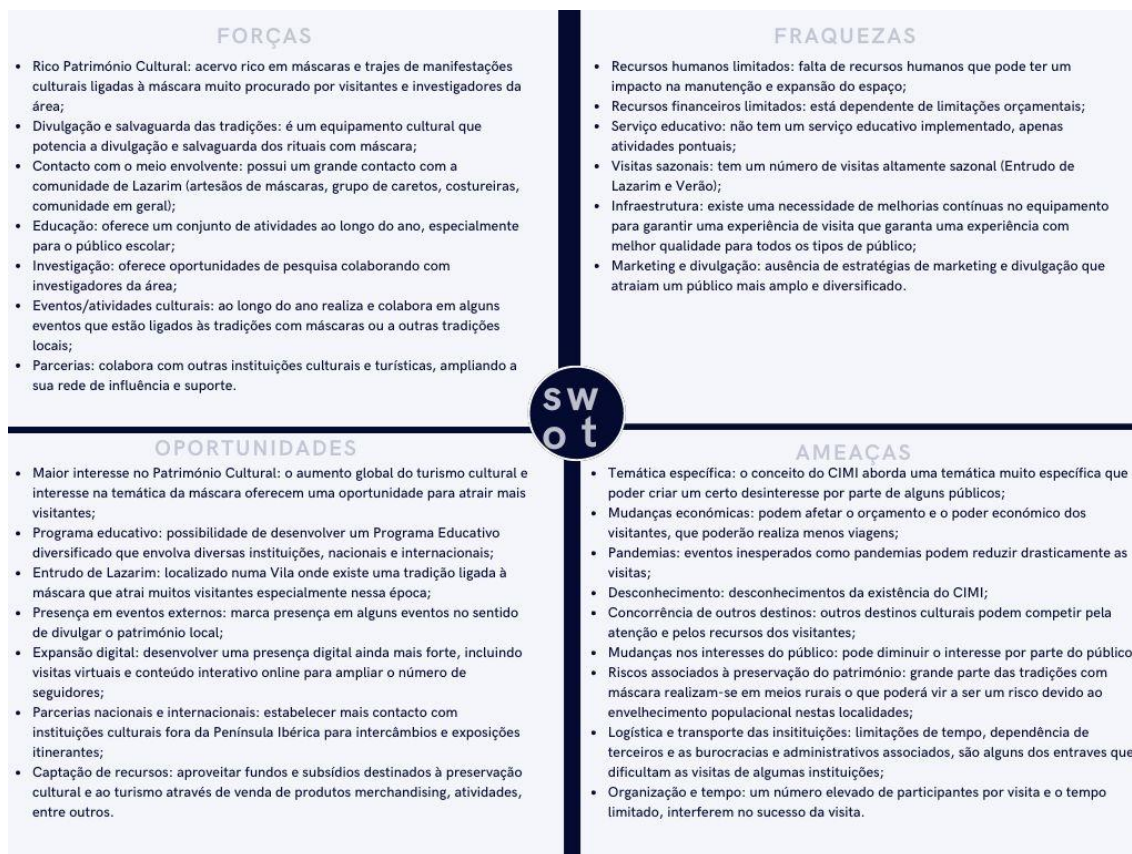 FORÇAS
• Rico Património Cultural: acervo rico em máscaras e trajes de manifestações
culturais ligadas à máscara muito procurado por visitantes e investigadores da
área;
• Divulgação e salvaguarda das tradições: é um equipamento cultural que
potencia a divulgação e salvaguarda dos rituais com máscara;
• Contacto com o meio envolvente: possui um grande contacto com a
comunidade de Lazarim (artesãos de máscaras, grupo de caretos, costureiras,
comunidade em geral);
• Educação: oferece um conjunto de atividades ao longo do ano, especialmente
para o público escolar;
• Investigação: oferece oportunidades de pesquisa colaborando com
investigadores da área;
• Eventos/atividades culturais: ao longo do ano realiza e colabora em alguns
eventos que estão ligados às tradições com máscaras ou a outras tradições
locais;
• Parcerias: colabora com outras instituições culturais e turísticas, ampliando a
sua rede de influência e suporte.
FRAQUEZAS
• Recursos humanos limitados: falta de recursos humanos que pode ter um
impacto na manutenção e expansão do espaço;
• Recursos financeiros limitados: está dependente de limitações orçamentais;
• Serviço educativo: não tem um serviço educativo implementado, apenas
atividades pontuais;
• Visitas sazonais: tem um número de visitas altamente sazonal (Entrudo de
Lazarim e Verão);
• Infraestrutura: existe uma necessidade de melhorias contínuas no equipamento
para garantir uma experiência de visita que garanta uma experiência com
melhor qualidade para todos os tipos de público;
• Marketing e divulgação: ausência de estratégias de marketing e divulgação que
atraiam um público mais amplo e diversificado.
s w
o t
OPORTUNIDADES
• Maior interesse no Património Cultural: o aumento global do turismo cultural e
interesse na temática da máscara oferecem uma oportunidade para atrair mais
visitantes;
• Programa educativo: possibilidade de desenvolver um Programa Educativo
diversificado que envolva diversas instituições, nacionais e internacionais;
• Entrudo de Lazarim: localizado numa Vila onde existe uma tradição ligada à
máscara que atrai muitos visitantes especialmente nessa época;
• Presença em eventos externos: marca presença em alguns eventos no sentido
de divulgar o património local;
• Expansão digital: desenvolver uma presença digital ainda mais forte, incluindo
visitas virtuais e conteúdo interativo online para ampliar o número de
seguidores;
• Parcerias nacionais e internacionais: estabelecer mais contacto com
instituições culturais fora da Península Ibérica para intercâmbios e exposições
itinerantes;
• Captação de recursos: aproveitar fundos e subsídios destinados à preservação
cultural e ao turismo através de venda de produtos merchandising, atividades,
entre outros.
AMEAÇAS
• Temática específica: o conceito do CIMI aborda uma temática muito específica que
poder criar um certo desinteresse por parte de alguns públicos;
• Mudanças económicas: podem afetar o orçamento e o poder económico dos
visitantes, que poderão realiza menos viagens;
• Pandemias: eventos inesperados como pandemias podem reduzir drasticamente as
visitas;
• Desconhecimento: desconhecimentos da existência do CIMI;
• Concorrência de outros destinos: outros destinos culturais podem competir pela
atenção e pelos recursos dos visitantes;
• Mudanças nos interesses do público: pode diminuir o interesse por parte do público
• Riscos associados à preservação do património: grande parte das tradições com
máscara realizam-se em meios rurais o que poderá vir a ser um risco devido ao
envelhecimento populacional nestas localidades;
• Logística e transporte das insitituições: limitações de tempo, dependência de
terceiros e as burocracias e administrativos associados, são alguns dos entraves que
dificultam as visitas de algumas instituições;
• Organização e tempo: um número elevado de participantes por visita e o tempo
limitado, interferem no sucesso da visita.